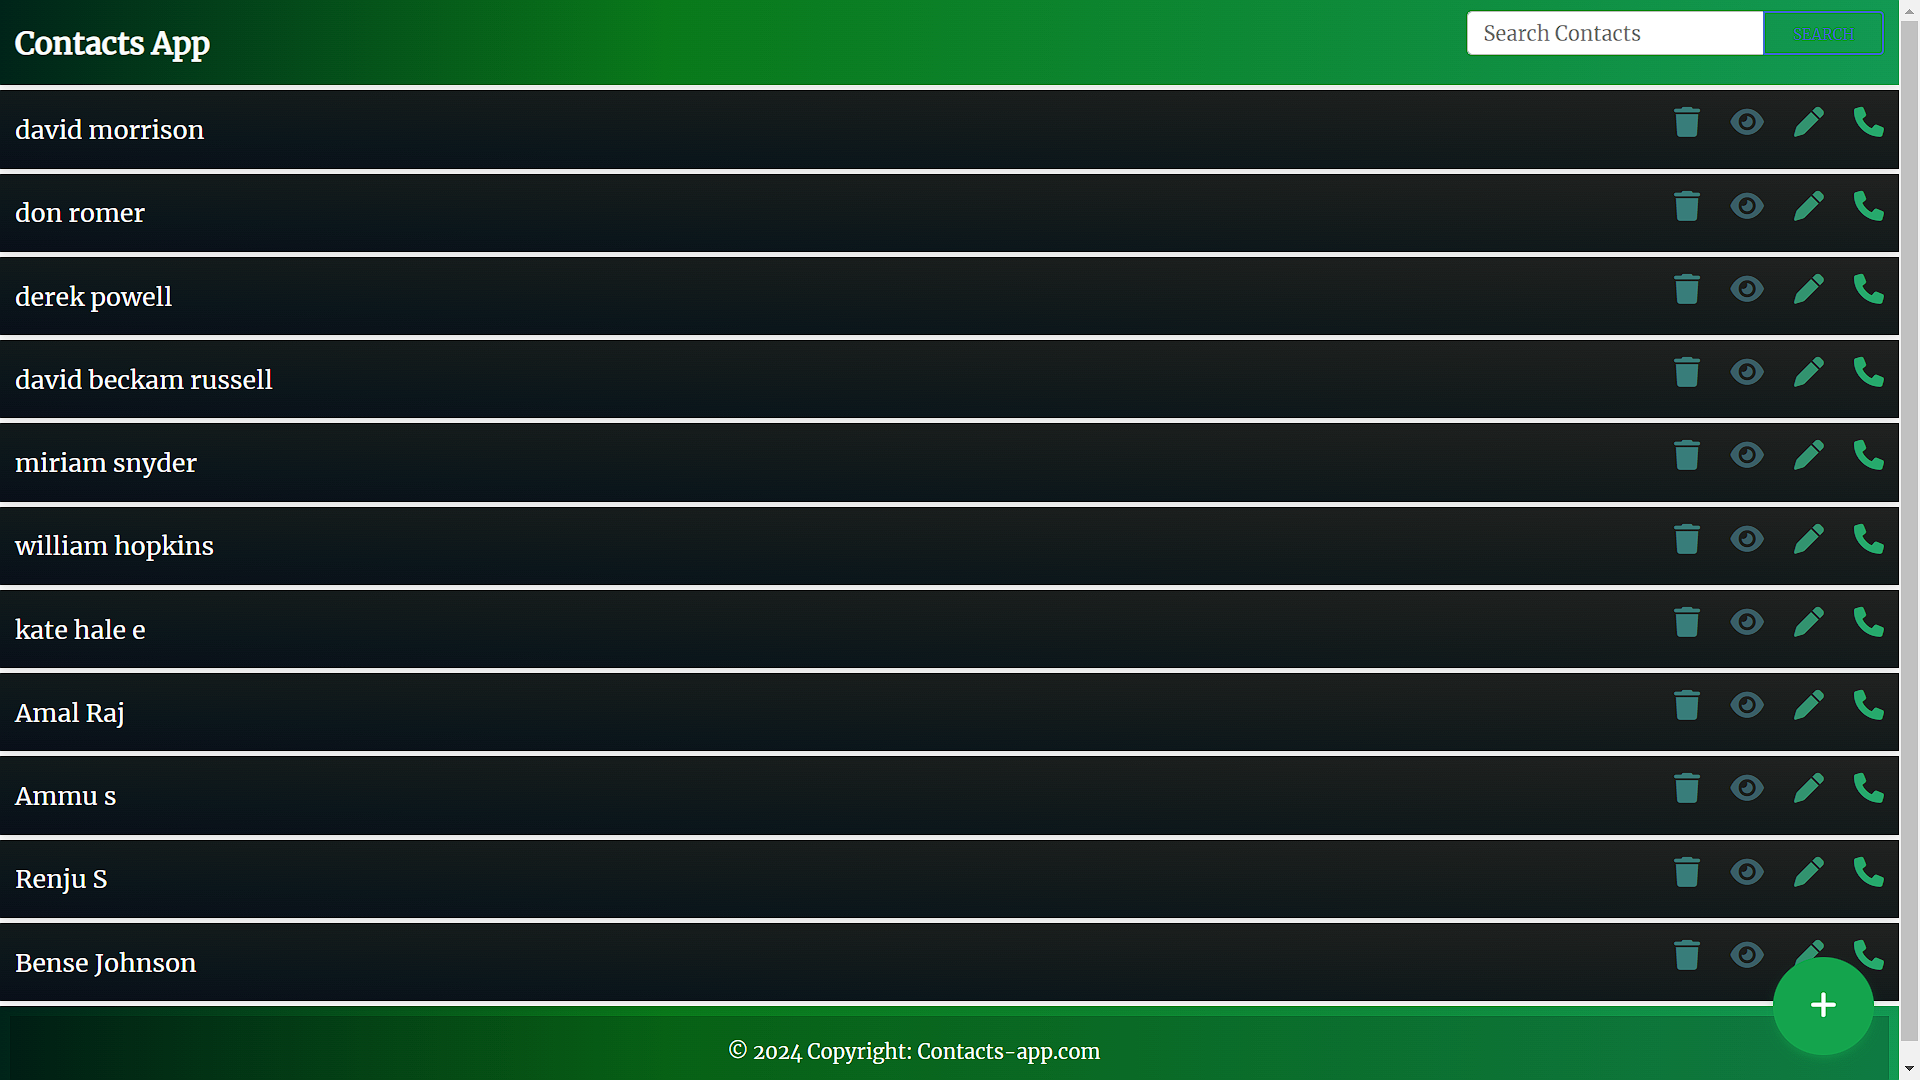 Contacts App
Search Contacts
SEARCH
david morrison
don romer
derek powell
david beckam russell
miriam snyder
william hopkins
kate hale e
Amal Raj
Ammu s
Renju S
Bense Johnson
© 2024 Copyright: Contacts-app.com